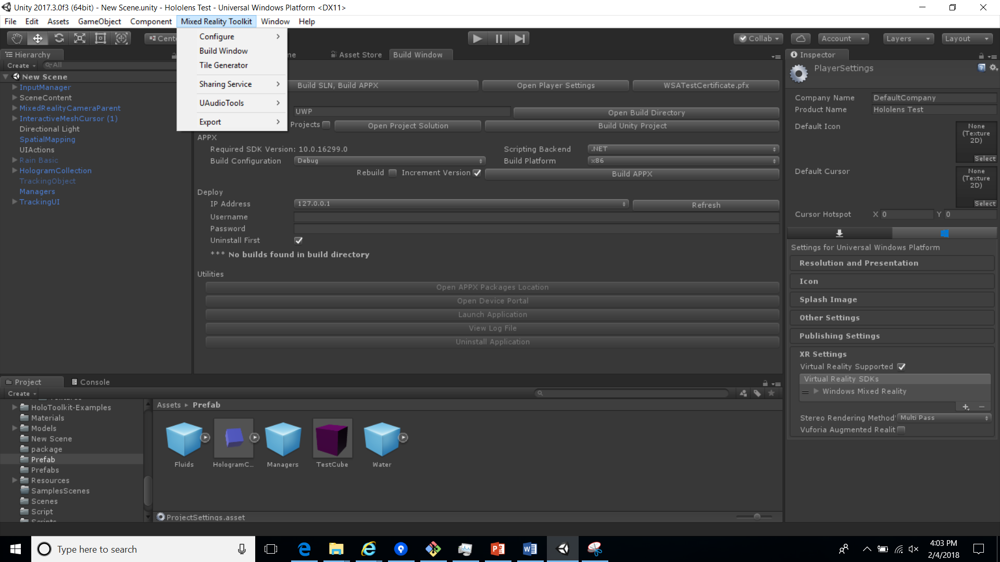 Unity 2017.3.0f3 (64bit) - New Scene.unity - Hololens Test - Universal Windows Platform <DX11>
File Edit Assets GameObject Component Mixed Reality Toolkit Window Help
Cente
Collab
Account
Layers
Layout
Configure
Build Window
Tile Generator
Sharing Service
UAudioTools
Export
Hierarchy
Create
All
New Scene
InputManager
SceneContent
MixedRealityCameraParent
InteractiveMeshCursor (1)
Directional Light
SpatialMapping
UIActions
Rain Basic
HologramCollection
TrackingObject
Managers
TrackingUI
ne
Asset Store
Build Window
Build SLN, Build APPX
Open Player Settings
WSATestCertificate.pfx
UWP
Open Build Directory
Projects
Open Project Solution
Build Unity Project
APPX
Required SDK Version: 10.0.16299.0
Scripting Backend .NET
Build Configuration Debug
Build Platform x86
Rebuild Increment Version
Build APPX
Deploy
IP Address 127.0.0.1
Refresh
Username
Password
Uninstall First
*** No builds found in build directory
Utilities
Open APPX Packages Location
Open Device Portal
Launch Application
View Log File
Uninstall Application
Inspector
PlayerSettings
Company Name DefaultCompany
Product Name Hololens Test
Default Icon
None
(Texture
2D)
Select
Default Cursor
None
(Texture
2D)
Select
Cursor Hotspot X 0 Y 0
Settings for Universal Windows Platform
Resolution and Presentation
Icon
Splash Image
Other Settings
Publishing Settings
XR Settings
Virtual Reality Supported
Virtual Reality SDKs
Windows Mixed Reality
Stereo Rendering Method* Multi Pass
Vuforia Augmented Realit
Project
Console
Create
HoloToolkit-Examples
Materials
Models
New Scene
package
Prefab
Prefabs
Resources
SamplesScenes
Scenes
Script
Scripts
Assets ▸ Prefab
Fluids
HologramC...
Managers
TestCube
Water
ProjectSettings.asset
Type here to search
4:03 PM
2/4/2018